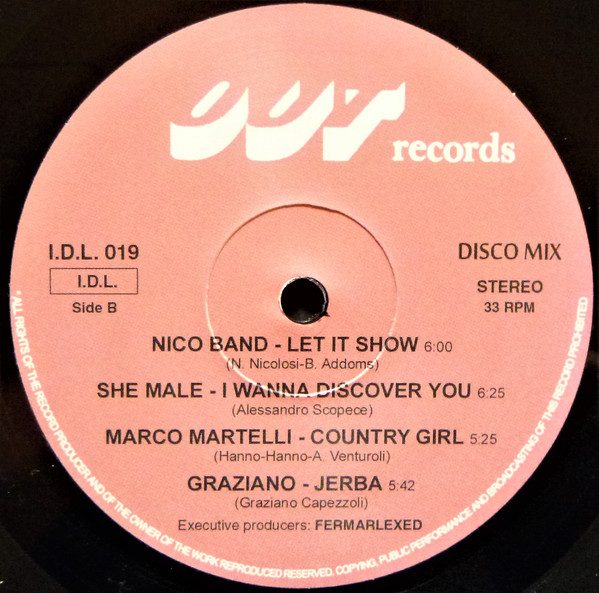 OUT records
I.D.L. 019
I.D.L.
Side B
DISCO MIX
STEREO
33 RPM
NICO BAND - LET IT SHOW 6:00
(N. Nicolosi-B. Addoms)
SHE MALE - I WANNA DISCOVER YOU 6:25
(Alessandro Scopece)
MARCO MARTELLI - COUNTRY GIRL 5:25
(Hanno-Hanno-A. Venturoli)
GRAZIANO - JERBA 5:42
(Graziano Capezzoli)
Executive producers: FERMARLEXED
* ALL RIGHTS OF THE RECORD PRODUCER AND OF THE OWNER OF THE WORK REPRODUCED RESERVED. COPYING, PUBLIC PERFORMANCE AND BROADCASTING OF THIS RECORD PROHIBITED